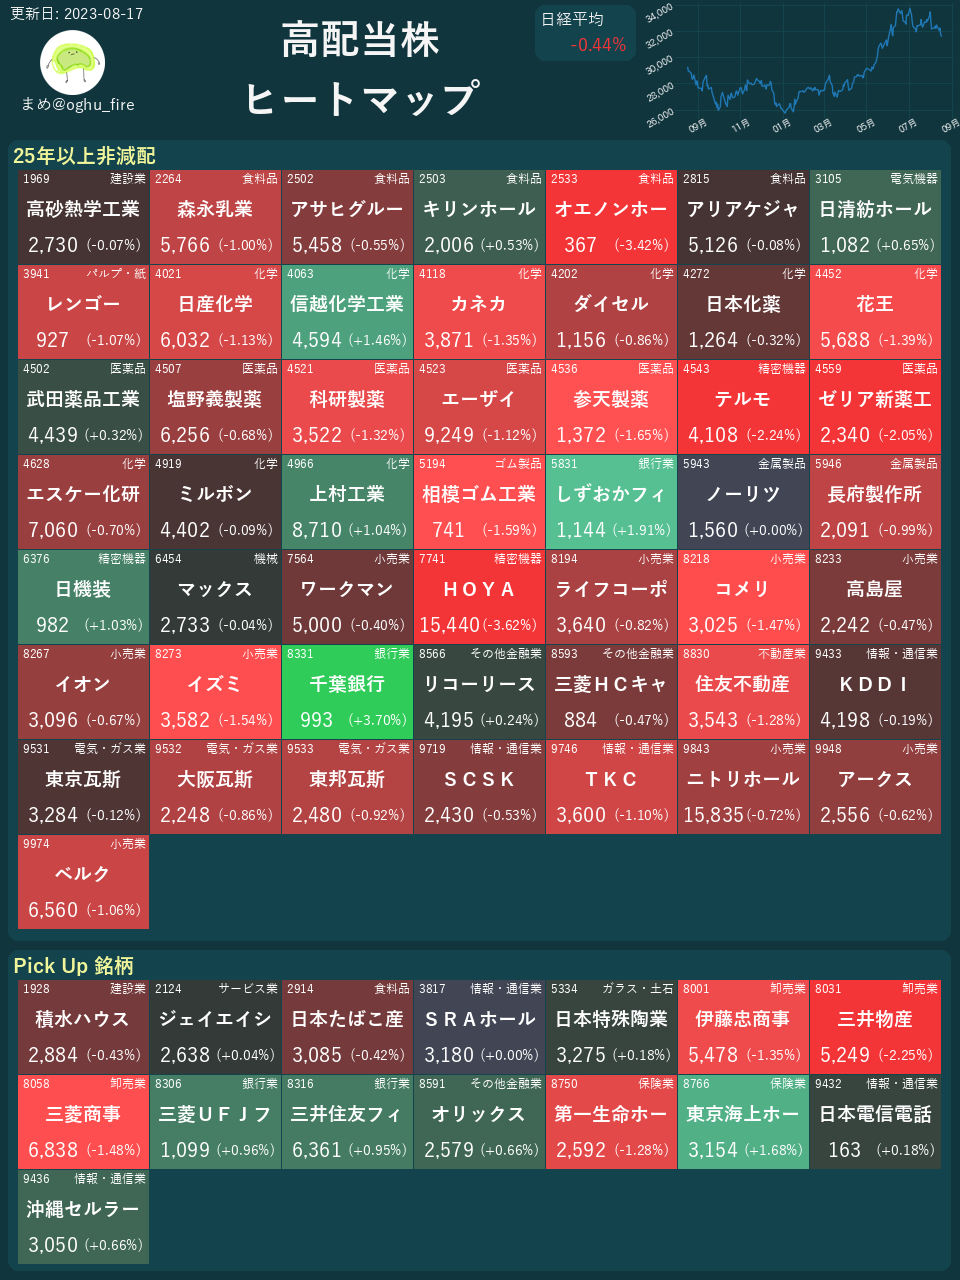 更新日: 2023-08-17
まめ@oghu_fire
高配当株
ヒートマップ
日経平均
-0.44%
34,000
32,000
30,000
28,000
26,000
09月 11月 01月 03月 05月 07月 09月
25年以上非減配
1969 建設業 2264 食料品 2502 食料品 2503 食料品 2533 食料品 2815 食料品 3105 電気機器
高砂熱学工業 森永乳業 アサヒグルー キリンホール オエノンホー アリアケジャ 日清紡ホール
2,730 (-0.07%) 5,766 (-1.00%) 5,458 (-0.55%) 2,006 (+0.53%) 367 (-3.42%) 5,126 (-0.08%) 1,082 (+0.65%)
3941 パルプ・紙 4021 化学 4063 化学 4118 化学 4202 化学 4272 化学 4452 化学
レンゴー 日産化学 信越化学工業 カネカ ダイセル 日本化薬 花王
927 (-1.07%) 6,032 (-1.13%) 4,594 (+1.46%) 3,871 (-1.35%) 1,156 (-0.86%) 1,264 (-0.32%) 5,688 (-1.39%)
4502 医薬品 4507 医薬品 4521 医薬品 4523 医薬品 4536 医薬品 4543 精密機器 4559 医薬品
武田薬品工業 塩野義製薬 科研製薬 エーザイ 参天製薬 テルモ ゼリア新薬工
4,439 (+0.32%) 6,256 (-0.68%) 3,522 (-1.32%) 9,249 (-1.12%) 1,372 (-1.65%) 4,108 (-2.24%) 2,340 (-2.05%)
4628 化学 4919 化学 4966 化学 5194 ゴム製品 5831 銀行業 5943 金属製品 5946 金属製品
エスケー化研 ミルボン 上村工業 相模ゴム工業 しずおかフィ ノーリツ 長府製作所
7,060 (-0.70%) 4,402 (-0.09%) 8,710 (+1.04%) 741 (-1.59%) 1,144 (+1.91%) 1,560 (+0.00%) 2,091 (-0.99%)
6376 精密機器 6454 機械 7564 小売業 7741 精密機器 8194 小売業 8218 小売業 8233 小売業
日機装 マックス ワークマン ＨＯＹＡ ライフコーポ コメリ 高島屋
982 (+1.03%) 2,733 (-0.04%) 5,000 (-0.40%) 15,440 (-3.62%) 3,640 (-0.82%) 3,025 (-1.47%) 2,242 (-0.47%)
8267 小売業 8273 小売業 8331 銀行業 8566 その他金融業 8593 その他金融業 8830 不動産業 9433 情報・通信業
イオン イズミ 千葉銀行 リコーリース 三菱ＨＣキャ 住友不動産 ＫＤＤＩ
3,096 (-0.67%) 3,582 (-1.54%) 993 (+3.70%) 4,195 (+0.24%) 884 (-0.47%) 3,543 (-1.28%) 4,198 (-0.19%)
9531 電気・ガス業 9532 電気・ガス業 9533 電気・ガス業 9719 情報・通信業 9746 情報・通信業 9843 小売業 9948 小売業
東京瓦斯 大阪瓦斯 東邦瓦斯 ＳＣＳＫ ＴＫＣ ニトリホール アークス
3,284 (-0.12%) 2,248 (-0.86%) 2,480 (-0.92%) 2,430 (-0.53%) 3,600 (-1.10%) 15,835 (-0.72%) 2,556 (-0.62%)
9974 小売業
ベルク
6,560 (-1.06%)
Pick Up 銘柄
1928 建設業 2124 サービス業 2914 食料品 3817 情報・通信業 5334 ガラス・土石 8001 卸売業 8031 卸売業
積水ハウス ジェイエイシ 日本たばこ産 ＳＲＡホール 日本特殊陶業 伊藤忠商事 三井物産
2,884 (-0.43%) 2,638 (+0.04%) 3,085 (-0.42%) 3,180 (+0.00%) 3,275 (+0.18%) 5,478 (-1.35%) 5,249 (-2.25%)
8058 卸売業 8306 銀行業 8316 銀行業 8591 その他金融業 8750 保険業 8766 保険業 9432 情報・通信業
三菱商事 三菱ＵＦＪフ 三井住友フィ オリックス 第一生命ホー 東京海上ホー 日本電信電話
6,838 (-1.48%) 1,099 (+0.96%) 6,361 (+0.95%) 2,579 (+0.66%) 2,592 (-1.28%) 3,154 (+1.68%) 163 (+0.18%)
9436 情報・通信業
沖縄セルラー
3,050 (+0.66%)